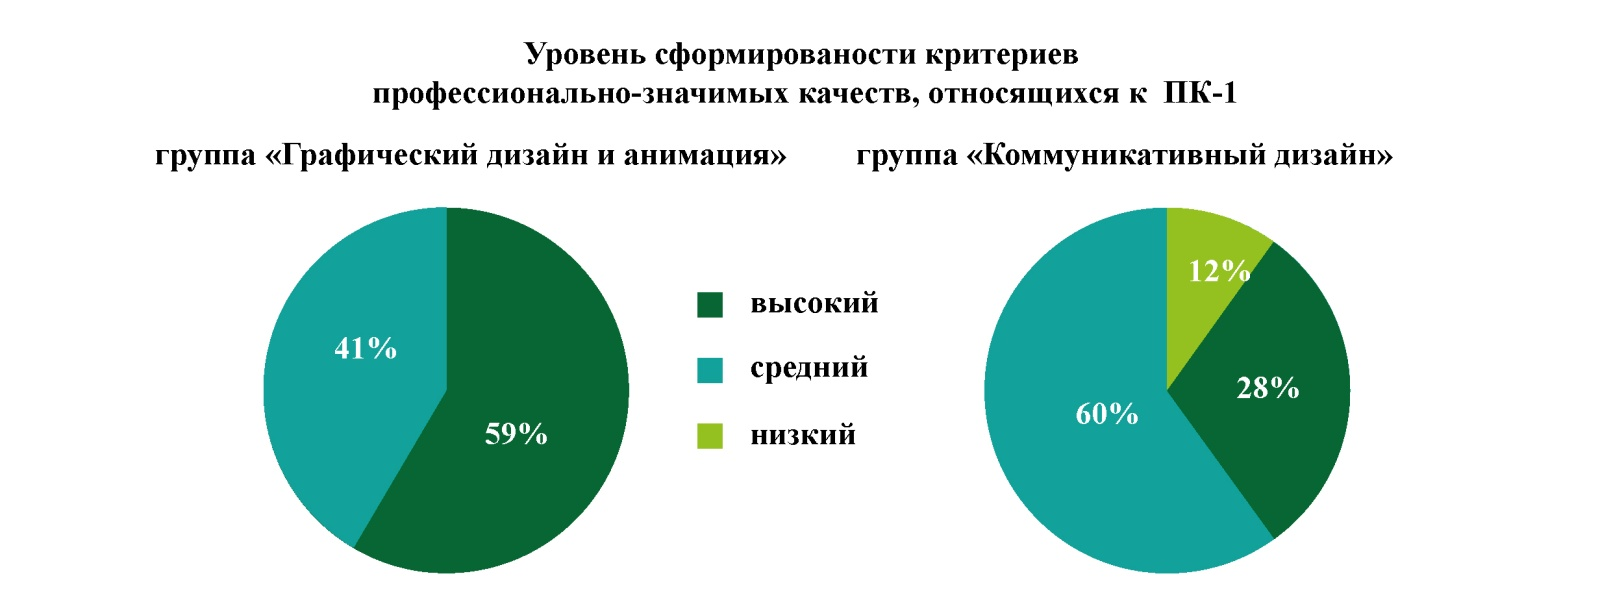 Уровень сформированости критериев
профессионально-значимых качеств, относящихся к ПК-1
группа «Графический дизайн и анимация»
группа «Коммуникативный дизайн»
41%
59%
высокий
средний
низкий
12%
28%
60%